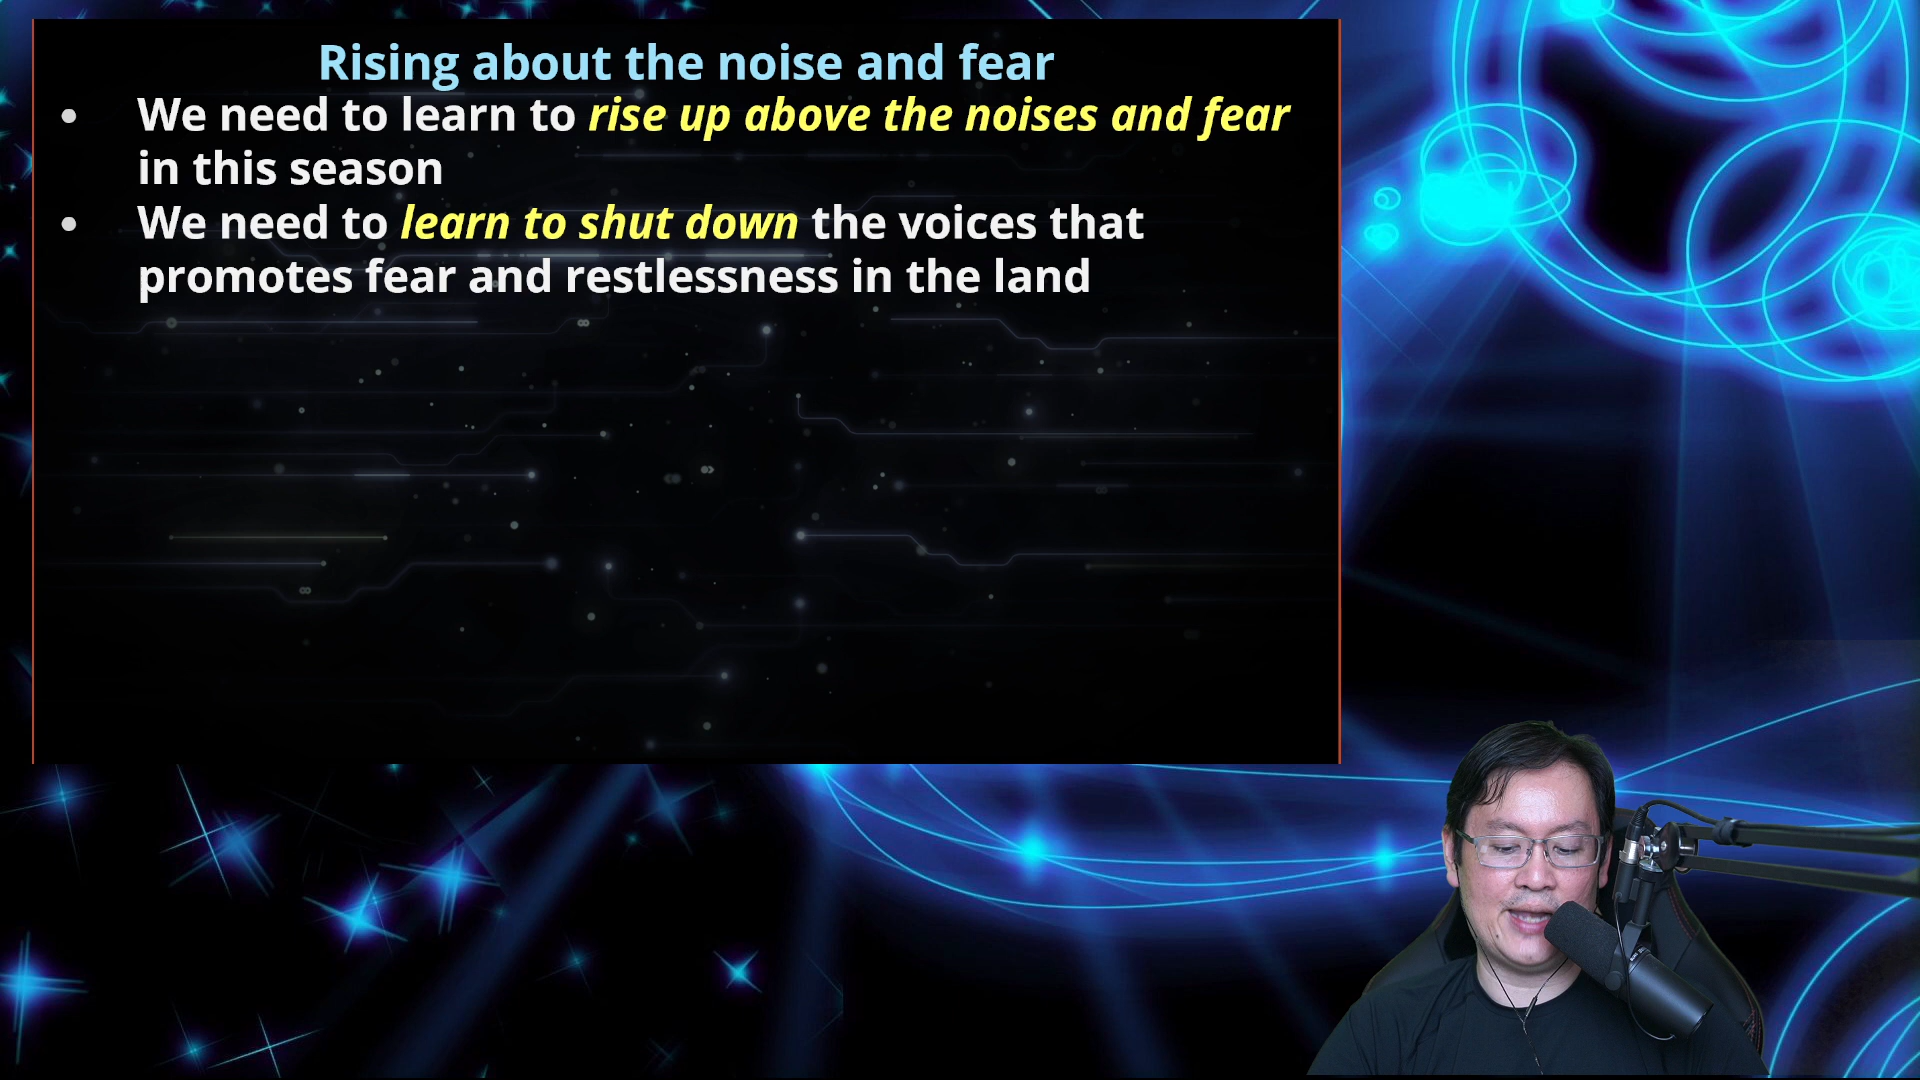 Rising about the noise and fear
• We need to learn to rise up above the noises and fear
in this season
• We need to learn to shut down the voices that
promotes fear and restlessness in the land